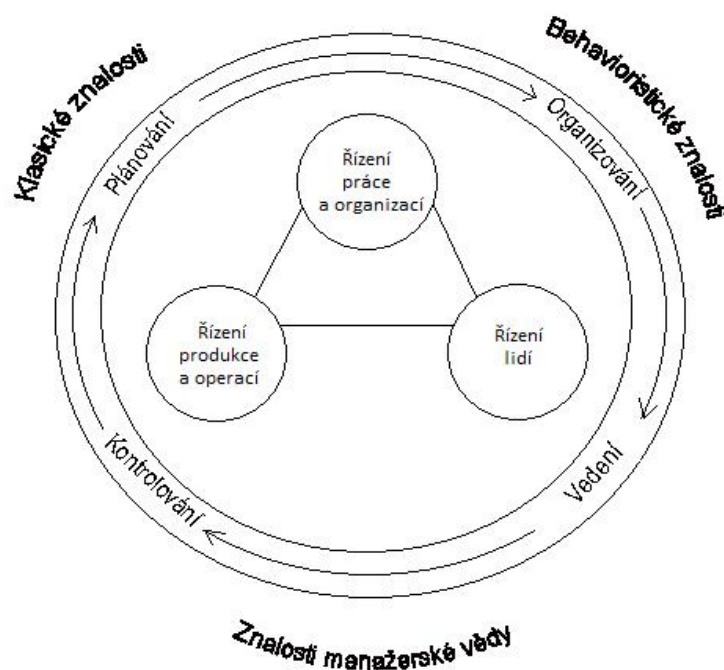 Klasické znalosti
Behavioristické znalosti
Plánování
Organizování
Řízení
práce
a organizací
Řízení
produkce
a operací
Řízení
lidí
Kontrolování
Vedení
Znalosti manažerské vědy